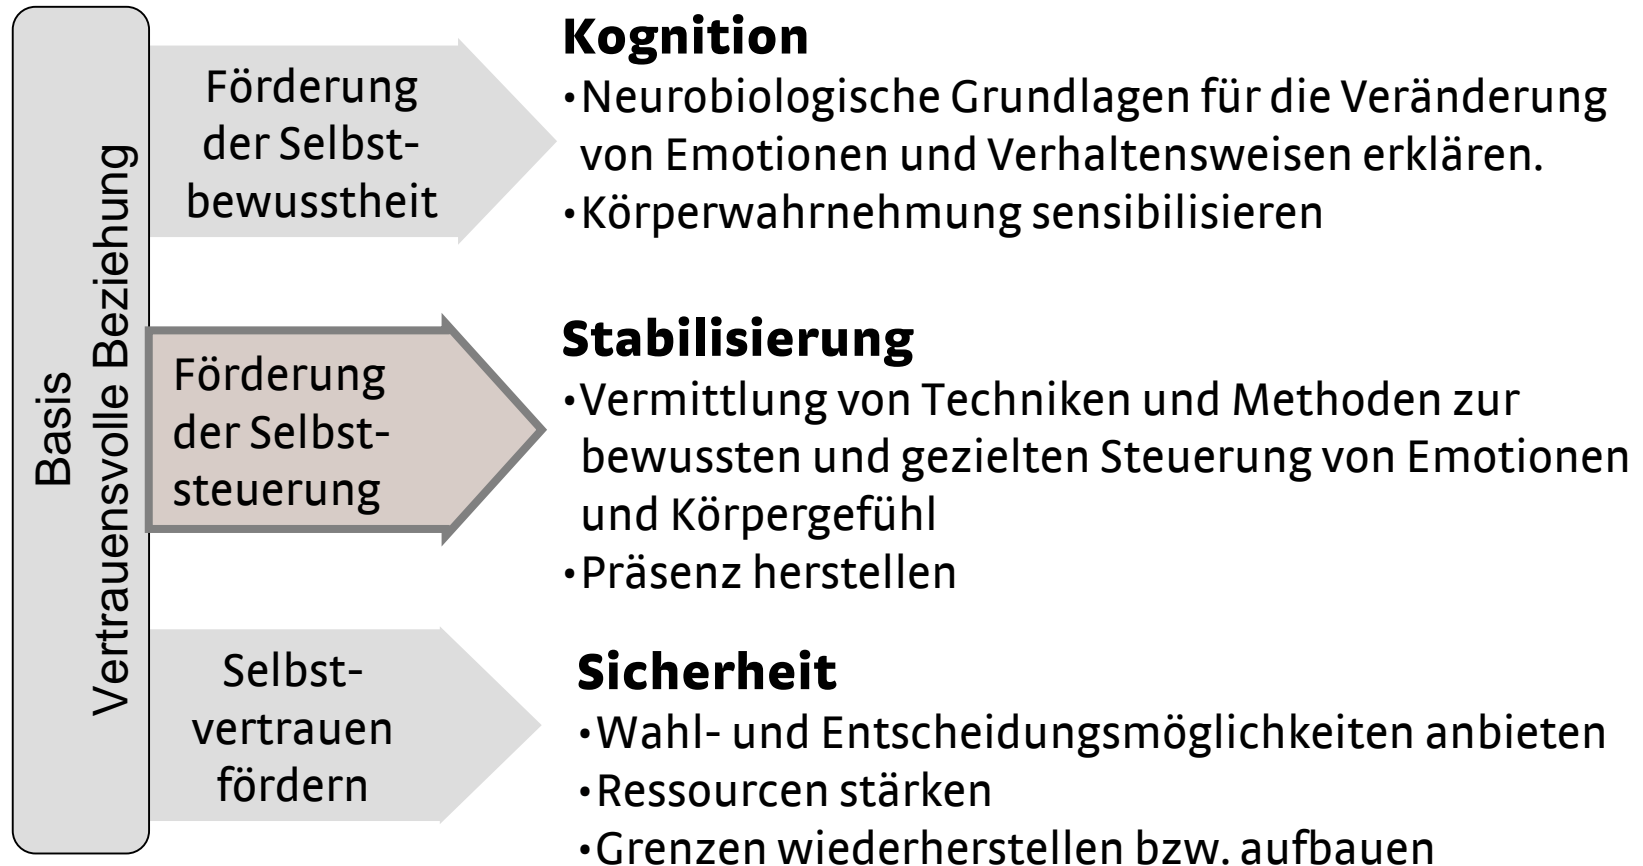 Basis
Vertrauensvolle Beziehung
Förderung
der Selbst-
bewusstheit
Kognition
•Neurobiologische Grundlagen für die Veränderung
von Emotionen und Verhaltensweisen erklären.
•Körperwahrnehmung sensibilisieren
Förderung
der Selbst-
steuerung
Stabilisierung
•Vermittlung von Techniken und Methoden zur
bewussten und gezielten Steuerung von Emotionen
und Körpergefühl
•Präsenz herstellen
Selbst-
vertrauen
fördern
Sicherheit
•Wahl- und Entscheidungsmöglichkeiten anbieten
•Ressourcen stärken
•Grenzen wiederherstellen bzw. aufbauen